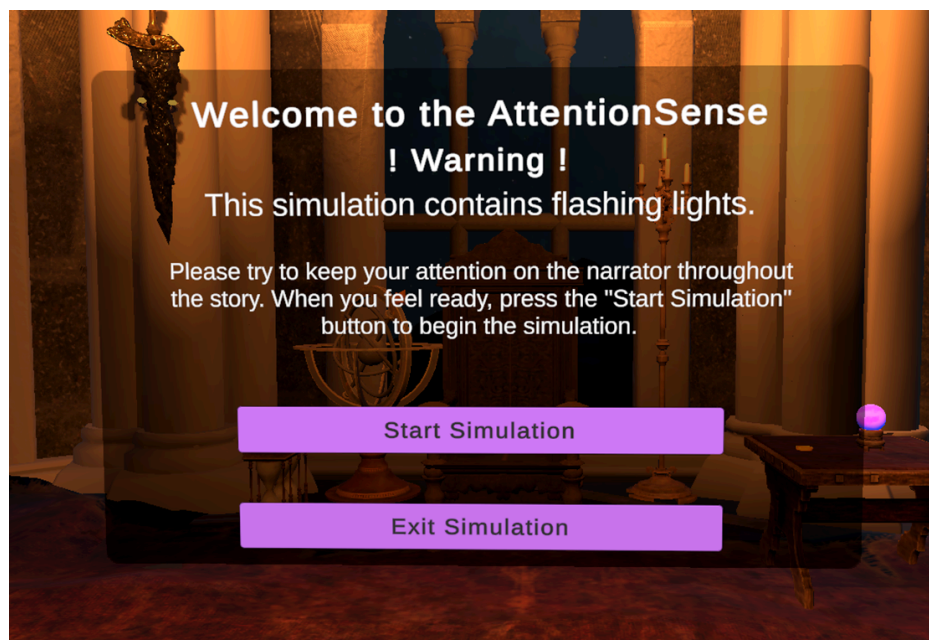 Welcome to the AttentionSense
! Warning !
This simulation contains flashing lights.
Please try to keep your attention on the narrator throughout
the story. When you feel ready, press the "Start Simulation"
button to begin the simulation.
Start Simulation
Exit Simulation